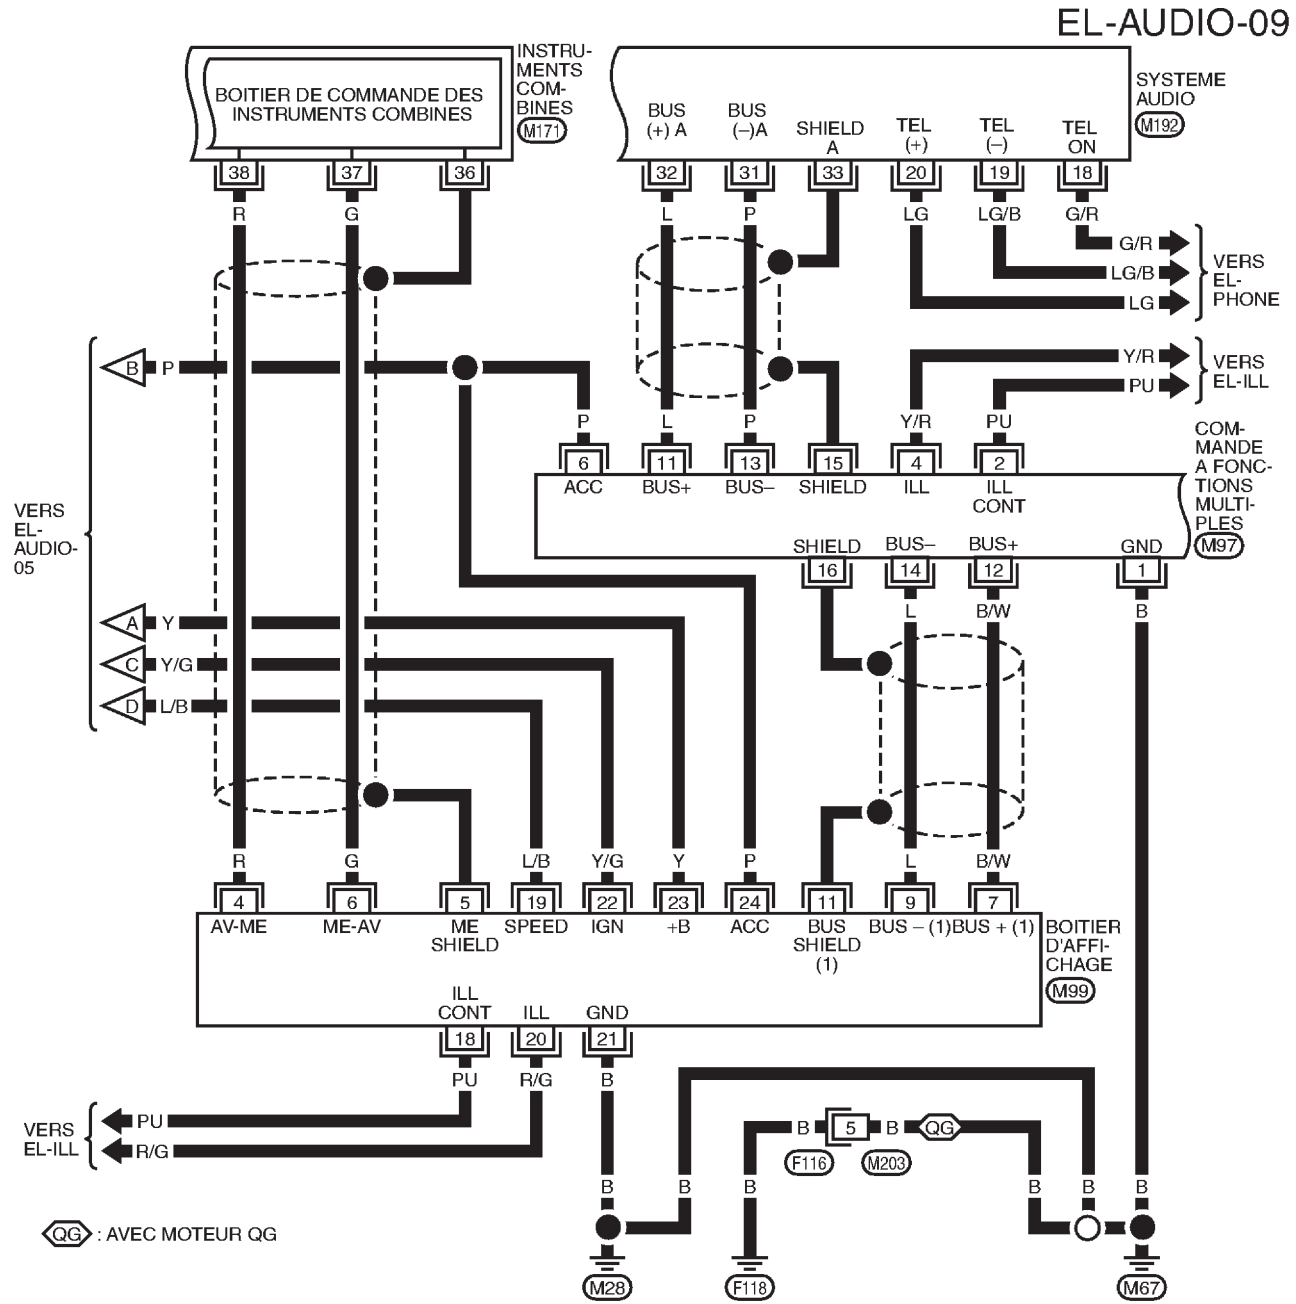 EL-AUDIO-09
BOITIER DE COMMANDE DES
INSTRUMENTS COMBINES
INSTRU-
MENTS
COM-
BINES
M171
38
37
36
R
G
BUS
(+) A
BUS
(–)A
SHIELD
A
TEL
(+)
TEL
(–)
TEL
ON
SYSTEME
AUDIO
M192
32
31
33
20
19
18
L
P
LG
LG/B
G/R
G/R
LG/B
LG
VERS
EL-
PHONE
Y/R
PU
VERS
EL-ILL
B
P
P
L
P
Y/R
PU
6
11
13
15
4
2
ACC
BUS+
BUS–
SHIELD
ILL
ILL
CONT
COM-
MANDE
A FONC-
TIONS
MULTI-
PLES
M97
SHIELD
BUS–
BUS+
GND
16
14
12
1
L
B/W
B
VERS
EL-
AUDIO-
05
A
Y
C
Y/G
D
L/B
R
G
L/B
Y/G
Y
P
L
B/W
4
6
5
19
22
23
24
11
9
7
AV-ME
ME-AV
ME
SHIELD
SPEED
IGN
+B
ACC
BUS
SHIELD
(1)
BUS – (1)
BUS + (1)
BOITIER
D'AFFI-
CHAGE
M99
ILL
CONT
ILL
GND
18
20
21
PU
R/G
B
VERS
EL-ILL
PU
R/G
B
5
B
QG
F116
M203
B
B
B
B
B
B
QG : AVEC MOTEUR QG
M28
F118
M67